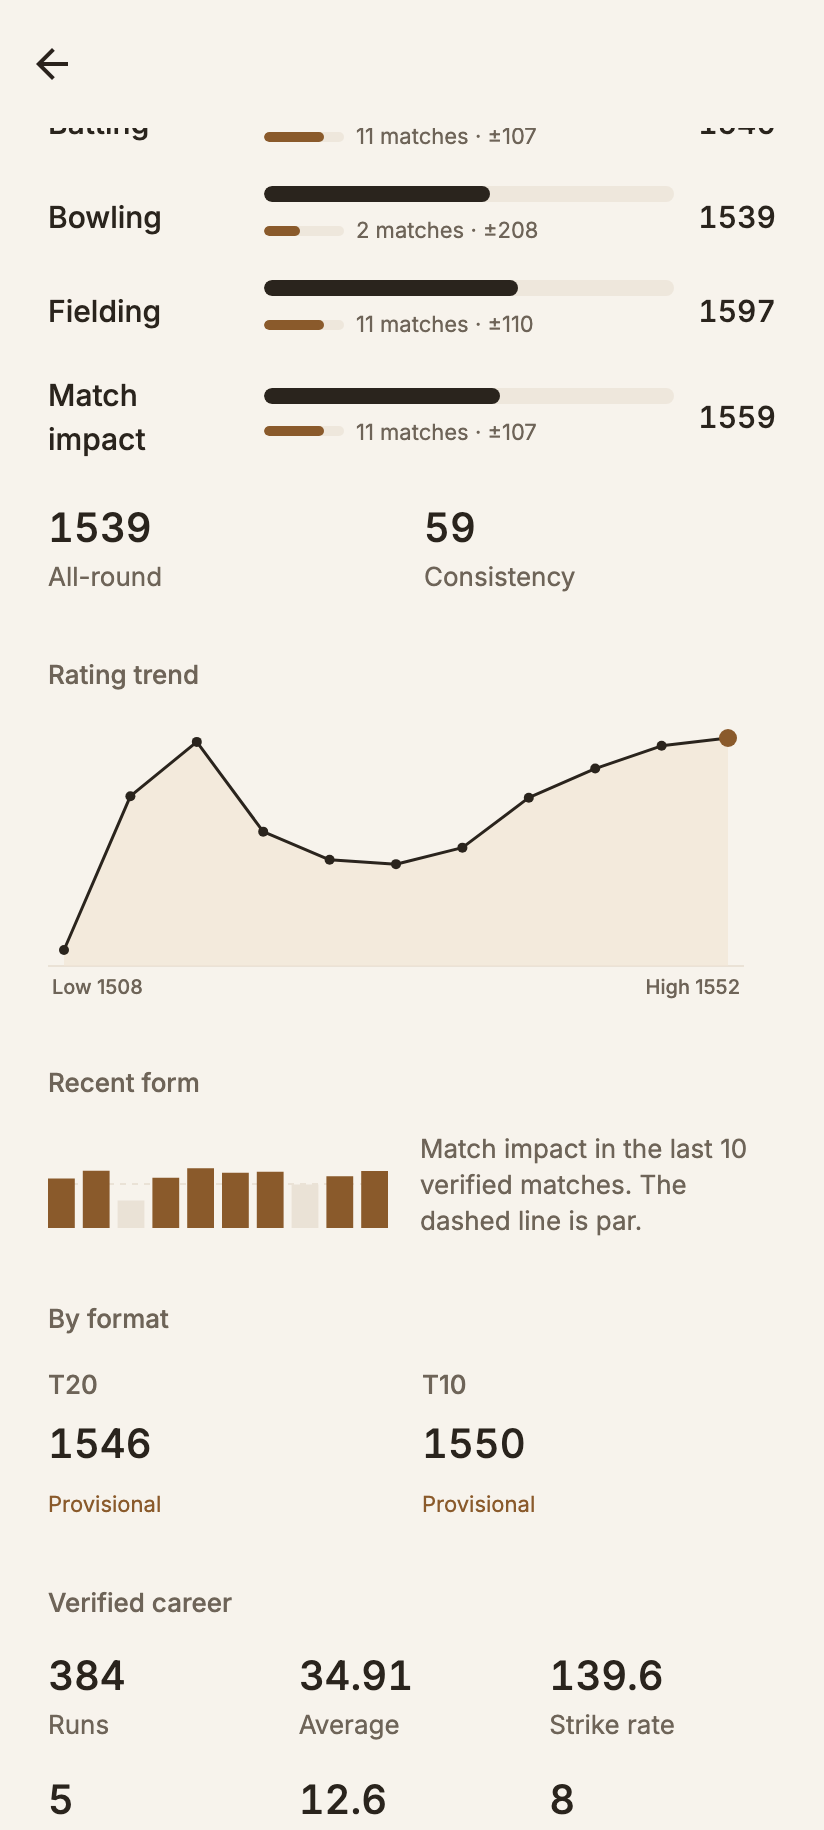 Batting
11 matches · ±107
Bowling
2 matches · ±208
1539
Fielding
11 matches · ±110
1597
Match
impact
11 matches · ±107
1559
1539
59
All-round
Consistency
Rating trend
Low 1508
High 1552
Recent form
Match impact in the last 10
verified matches. The
dashed line is par.
By format
T20
T10
1546
1550
Provisional
Provisional
Verified career
384
34.91
139.6
Runs
Average
Strike rate
5
12.6
8